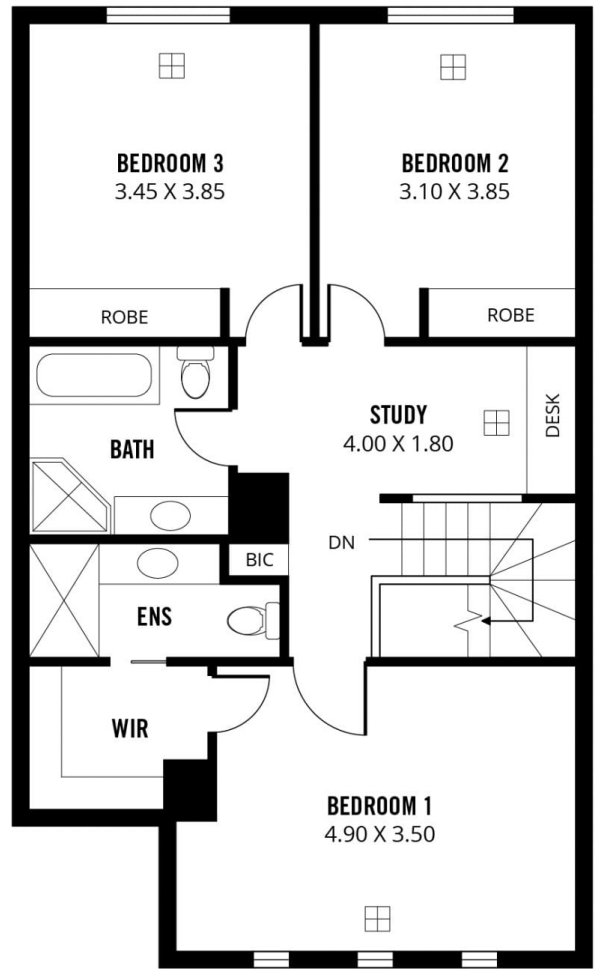 BEDROOM 3
3.45 X 3.85
BEDROOM 2
3.10 X 3.85
ROBE
ROBE
STUDY
4.00 X 1.80
DESK
BATH
DN
BIC
ENS
WIR
BEDROOM 1
4.90 X 3.50